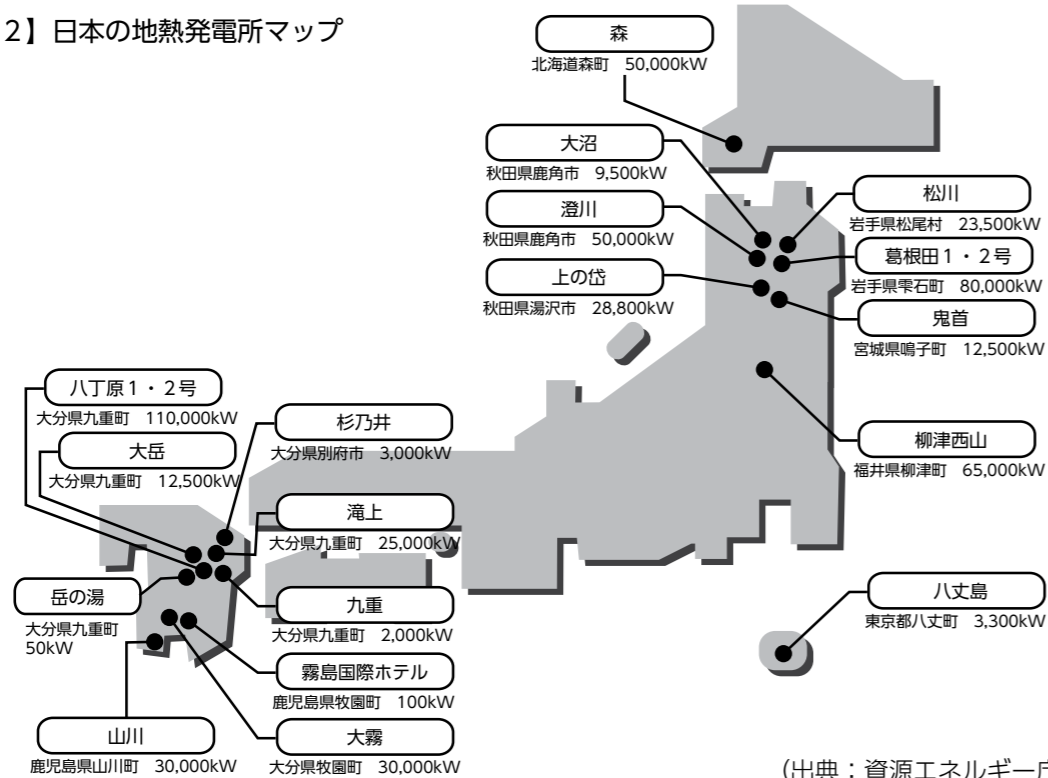 2】日本の地熱発電所マップ
森
北海道森町 50,000kW
大沼
秋田県鹿角市 9,500kW
澄川
秋田県鹿角市 50,000kW
上の岱
秋田県湯沢市 28,800kW
松川
岩手県松尾村 23,500kW
葛根田1・2号
岩手県雫石町 80,000kW
鬼首
宮城県鳴子町 12,500kW
柳津西山
福井県柳津町 65,000kW
八丁原1・2号
大分県九重町 110,000kW
大岳
大分県九重町 12,500kW
杉乃井
大分県別府市 3,000kW
滝上
大分県九重町 25,000kW
岳の湯
大分県九重町
50kW
九重
大分県九重町 2,000kW
霧島国際ホテル
鹿児島県牧園町 100kW
山川
鹿児島県山川町 30,000kW
大霧
大分県牧園町 30,000kW
八丈島
東京都八丈町 3,300kW
(出典:資源エネルギー庁